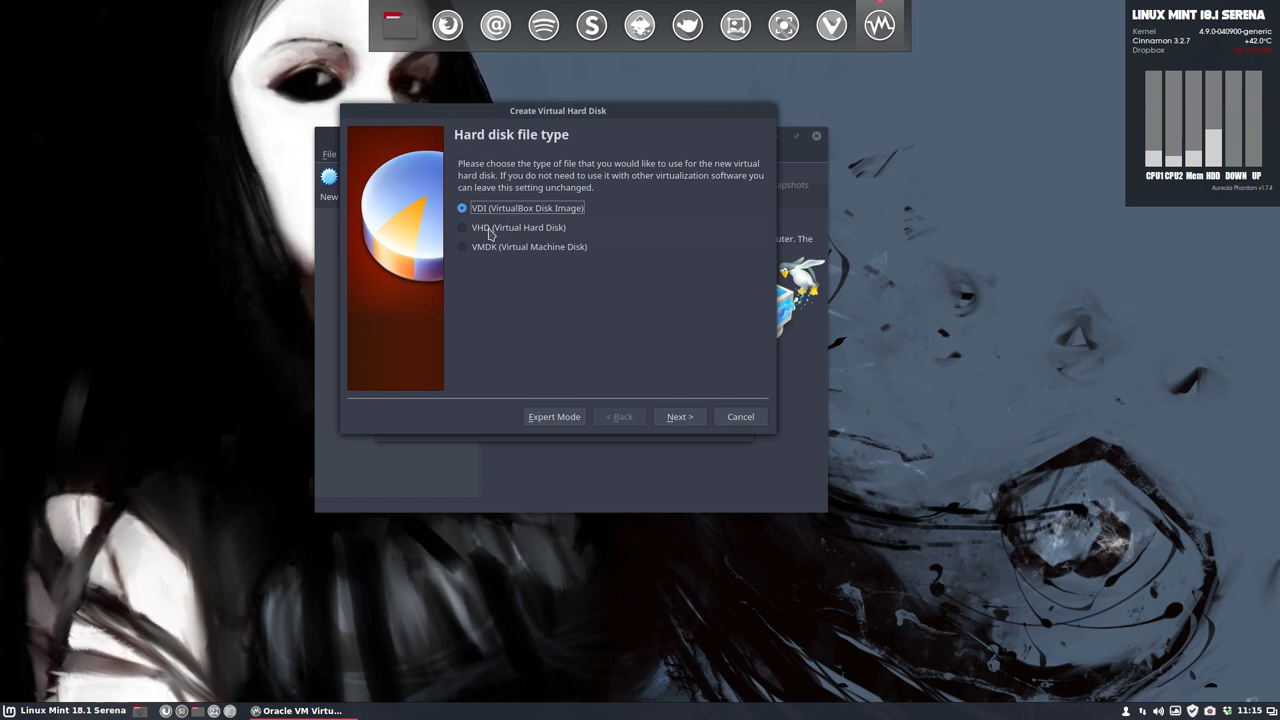 LINUX MINT 18.1 SERENA
Kernel 4.9.0-040900-generic
Cinnamon 3.2.7 +42.0°C
Dropbox
CPU1 CPU2 Mem HDD DOWN UP
Aureola Phantom v1.7.4
Create Virtual Hard Disk
Hard disk file type
File
New
apshots
uter. The
Please choose the type of file that you would like to use for the new virtual
hard disk. If you do not need to use it with other virtualization software you
can leave this setting unchanged.
VDI (VirtualBox Disk Image)
VHD (Virtual Hard Disk)
VMDK (Virtual Machine Disk)
Expert Mode
< Back
Next >
Cancel
Linux Mint 18.1 Serena
Oracle VM Virtu...
11:15